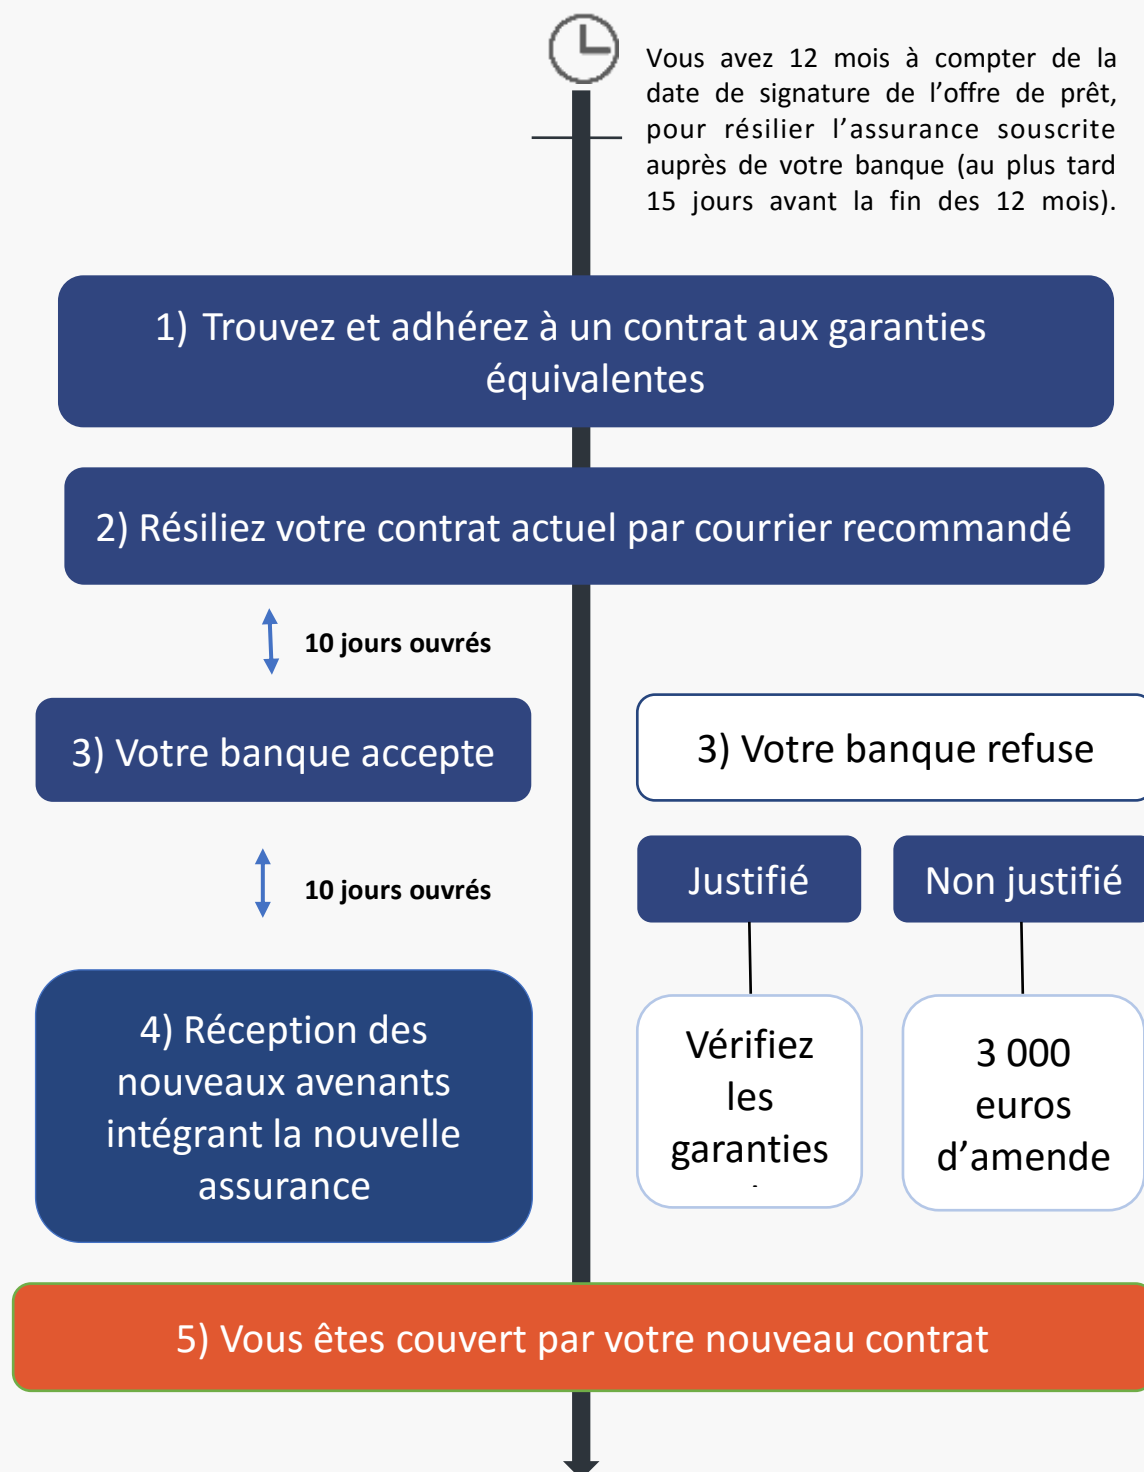 Vous avez 12 mois à compter de la
date de signature de l’offre de prêt,
pour résilier l’assurance souscrite
auprès de votre banque (au plus tard
15 jours avant la fin des 12 mois).
1) Trouvez et adhérez à un contrat aux garanties
équivalentes
2) Résiliez votre contrat actuel par courrier recommandé
10 jours ouvrés
3) Votre banque accepte
3) Votre banque refuse
10 jours ouvrés
Justifié
Non justifié
4) Réception des
nouveaux avenants
intégrant la nouvelle
assurance
Vérifiez
les
garanties
3 000
euros
d’amende
5) Vous êtes couvert par votre nouveau contrat